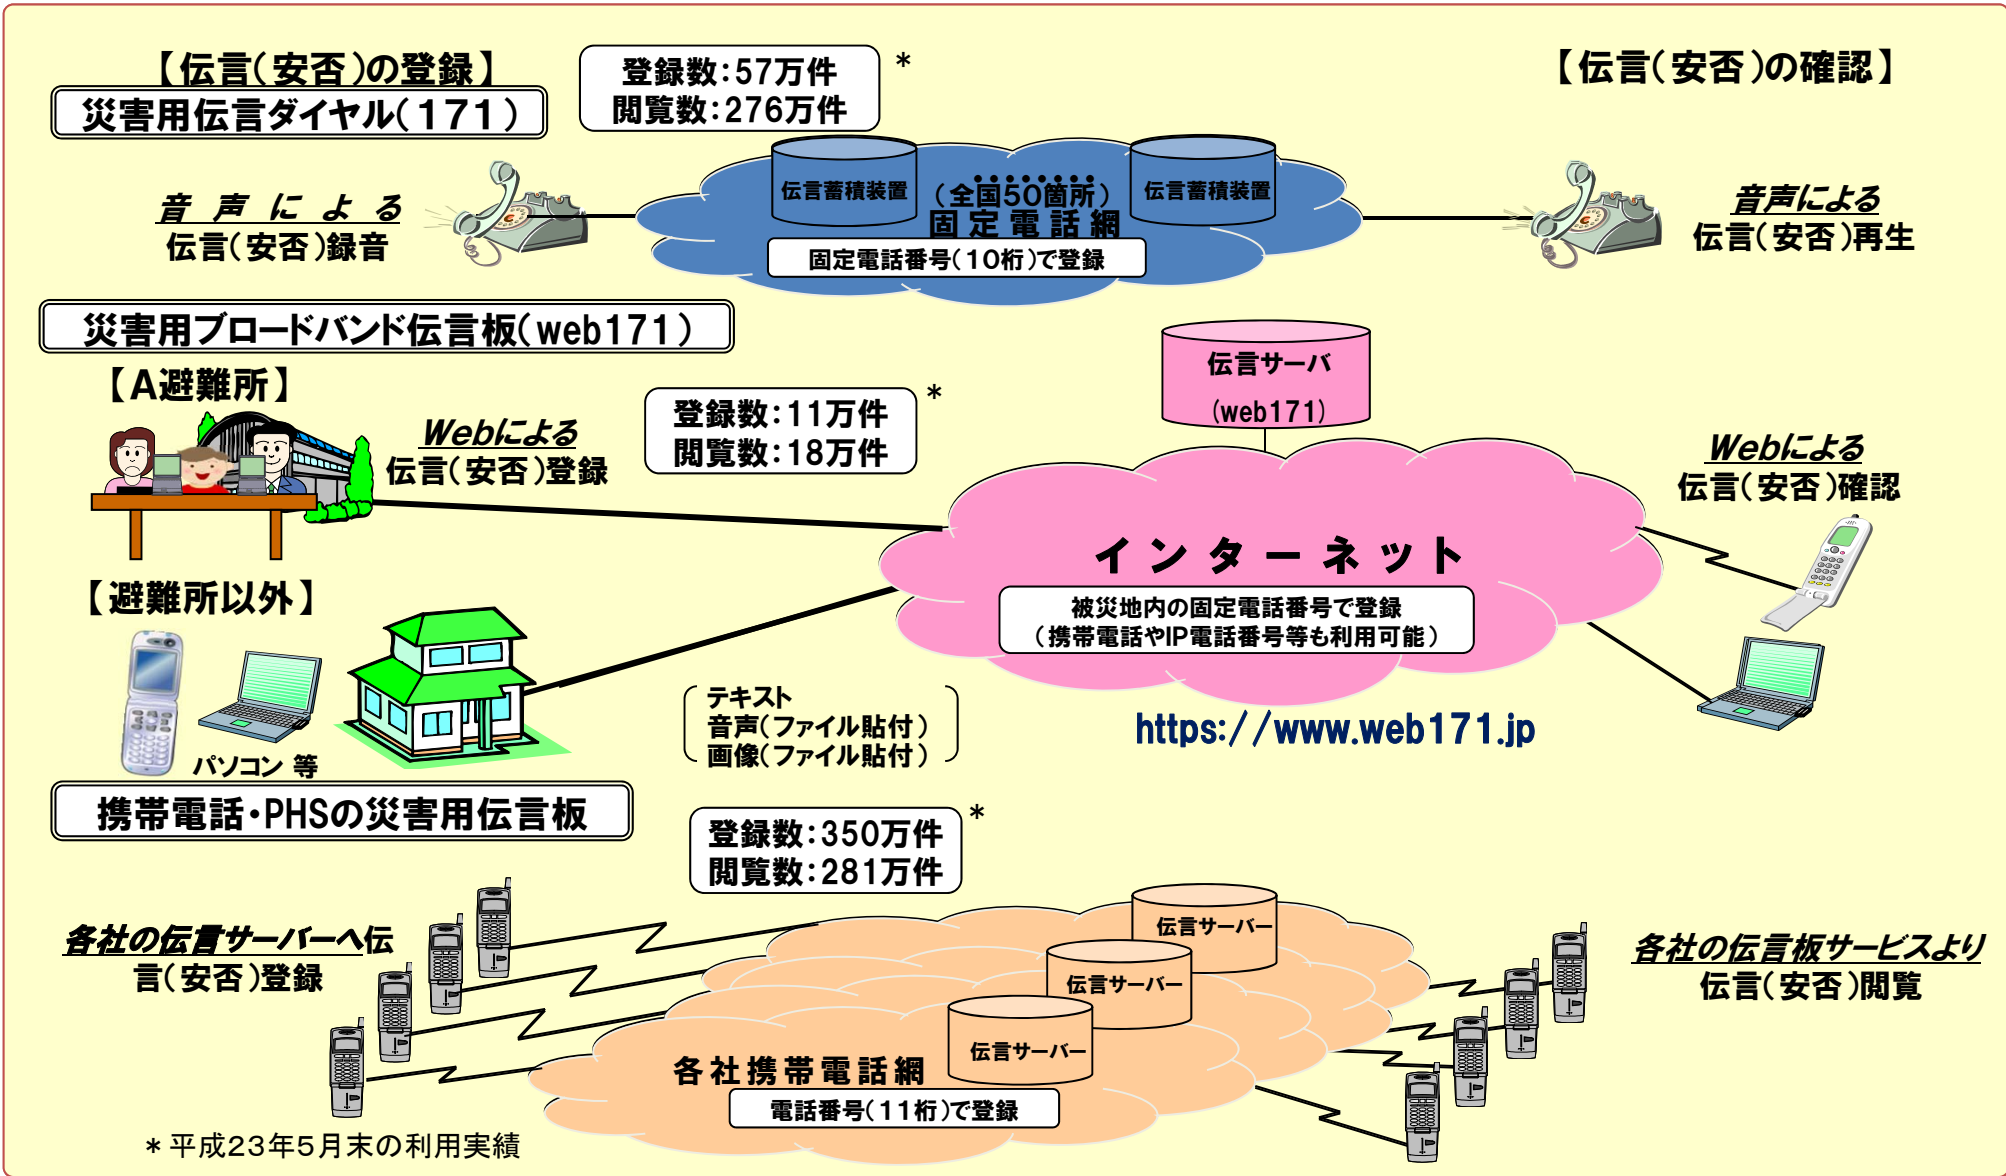 【伝言(安否)の登録】
災害用伝言ダイヤル(171)
登録数:57万件
閲覧数:276万件
*
【伝言(安否)の確認】
音声による
伝言(安否)録音
伝言蓄積装置
(全国50箇所)
固定電話網
伝言蓄積装置
固定電話番号(10桁)で登録
音声による
伝言(安否)再生
災害用ブロードバンド伝言板(web171)
【A避難所】
Webによる
伝言(安否)登録
登録数:11万件
閲覧数:18万件
*
伝言サーバ
(web171)
Webによる
伝言(安否)確認
インターネット
被災地内の固定電話番号で登録
(携帯電話やIP電話番号等も利用可能)
【避難所以外】
パソコン 等
テキスト
音声(ファイル貼付)
画像(ファイル貼付)
https://www.web171.jp
携帯電話・PHSの災害用伝言板
登録数:350万件
閲覧数:281万件
*
各社の伝言サーバーへ伝
言(安否)登録
伝言サーバー
伝言サーバー
伝言サーバー
各社携帯電話網
電話番号(11桁)で登録
各社の伝言板サービスより
伝言(安否)閲覧
*平成23年5月末の利用実績